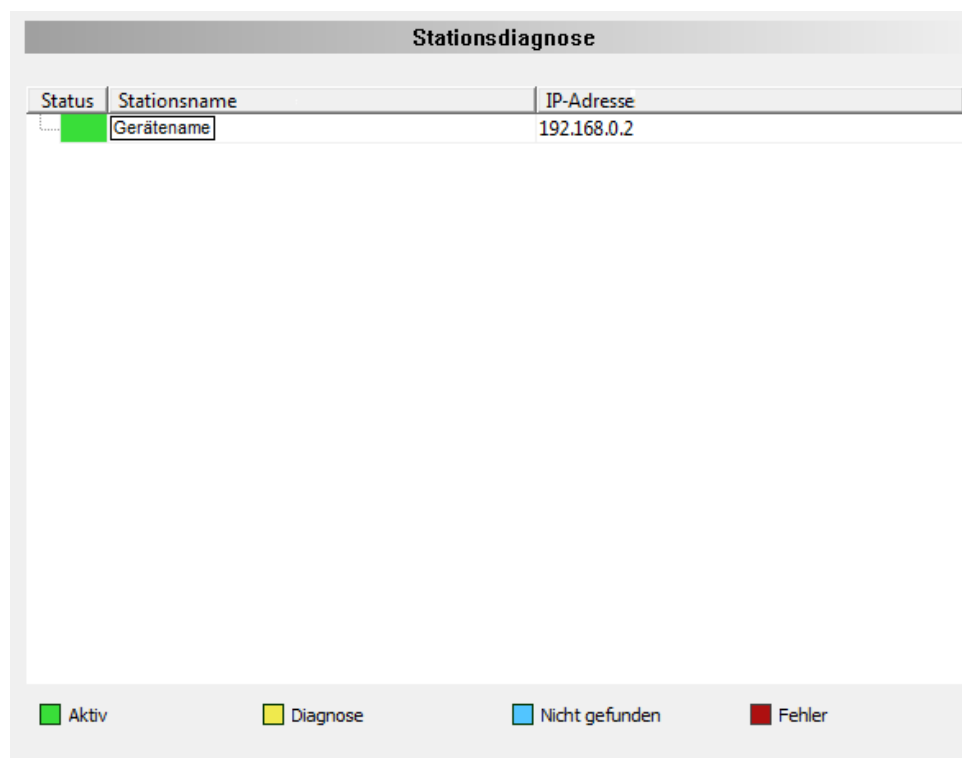 Stationsdiagnose
Status Stationsname IP-Adresse
Gerätename 192.168.0.2
Aktiv Diagnose Nicht gefunden Fehler